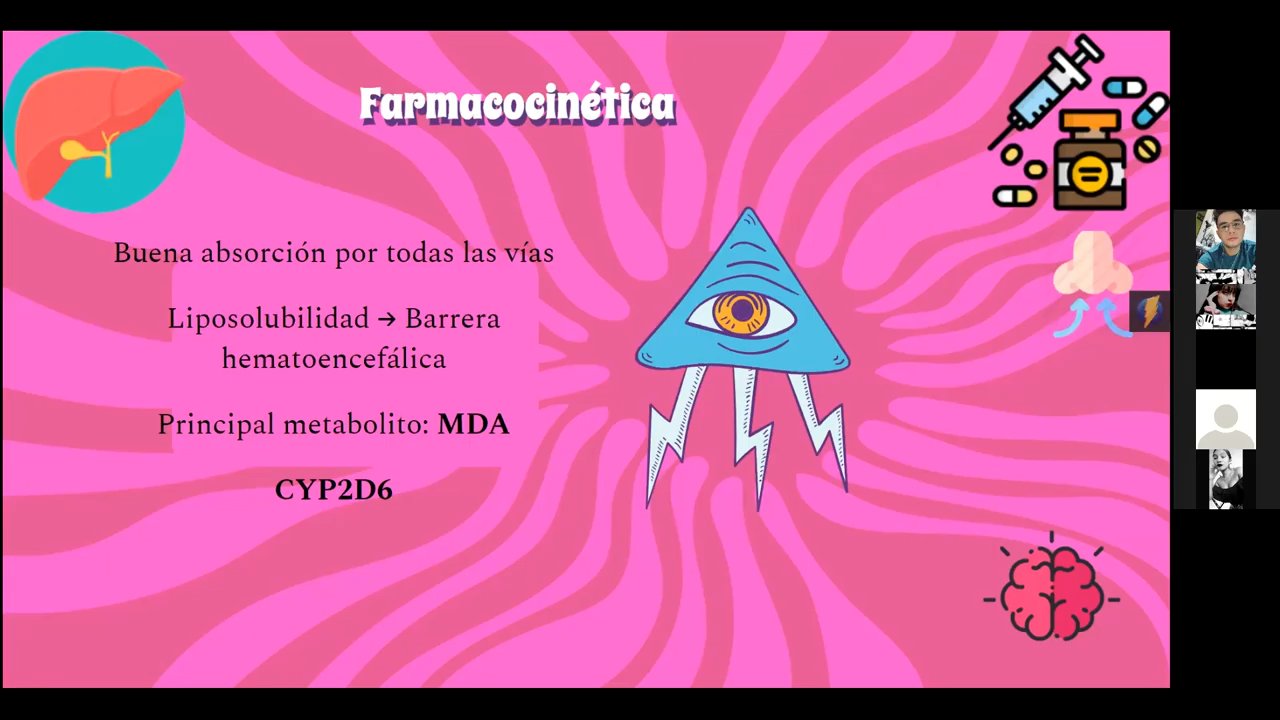 Farmacocinética
Buena absorción por todas las vías
Liposolubilidad → Barrera
hematoencefálica
Principal metabolito: MDA
CYP2D6